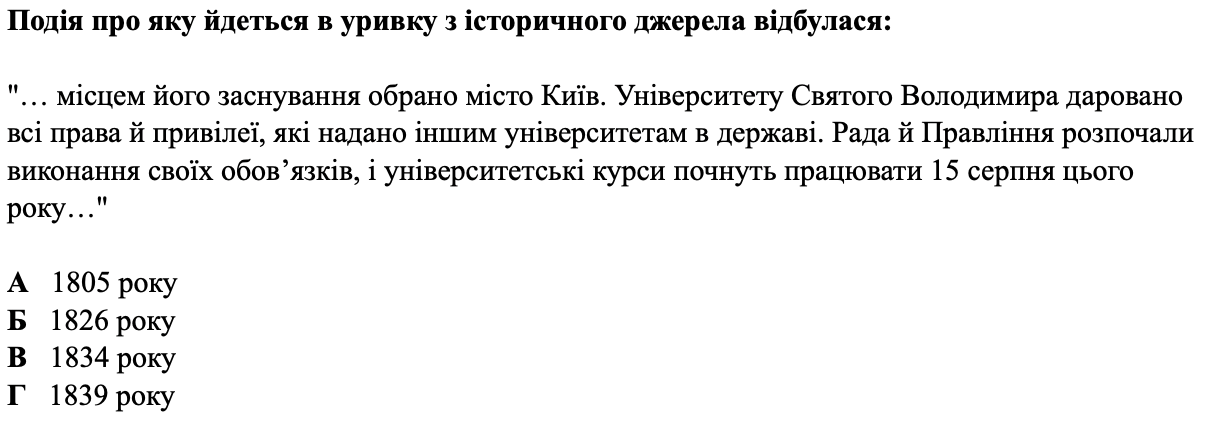 Подія про яку йдеться в уривку з історичного джерела відбулася:
"… місцем його заснування обрано місто Київ. Університету Святого Володимира даровано
всі права й привілеї, які надано іншим університетам в державі. Рада й Правління розпочали
виконання своїх обов’язків, і університетські курси почнуть працювати 15 серпня цього
року…"
А 1805 року
Б 1826 року
В 1834 року
Г 1839 року